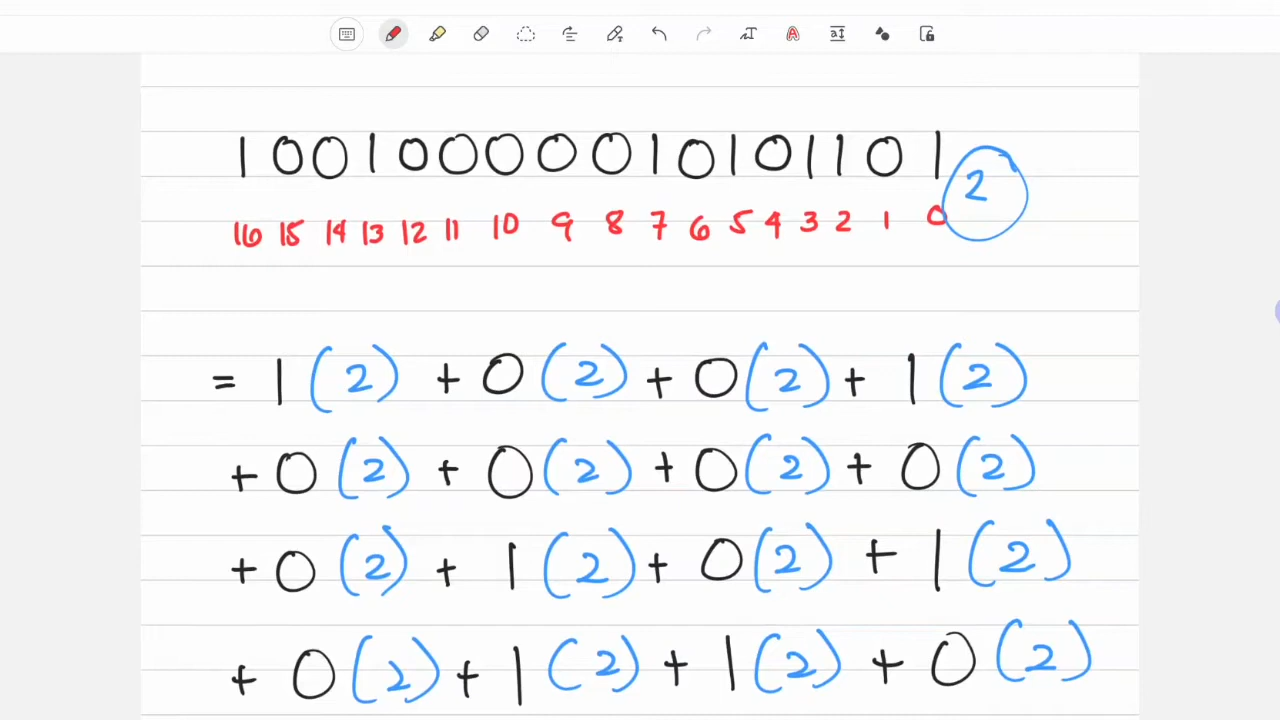 10010000010101101 2
16 15 14 13 12 11 10 9 8 7 6 5 4 3 2 1 0
= 1(2) + 0(2) + 0(2) + 1(2)
+ 0(2) + 0(2) + 0(2) + 0(2)
+ 0(2) + 1(2) + 0(2) + 1(2)
+ 0(2) + 1(2) + 1(2) + 0(2)